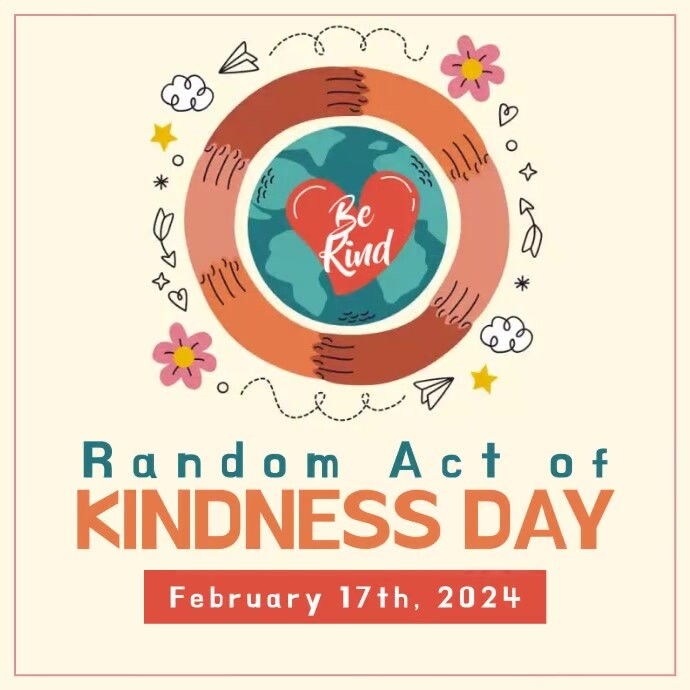 Be
Kind
Random Act of
KINDNESS DAY
February 17th, 2024